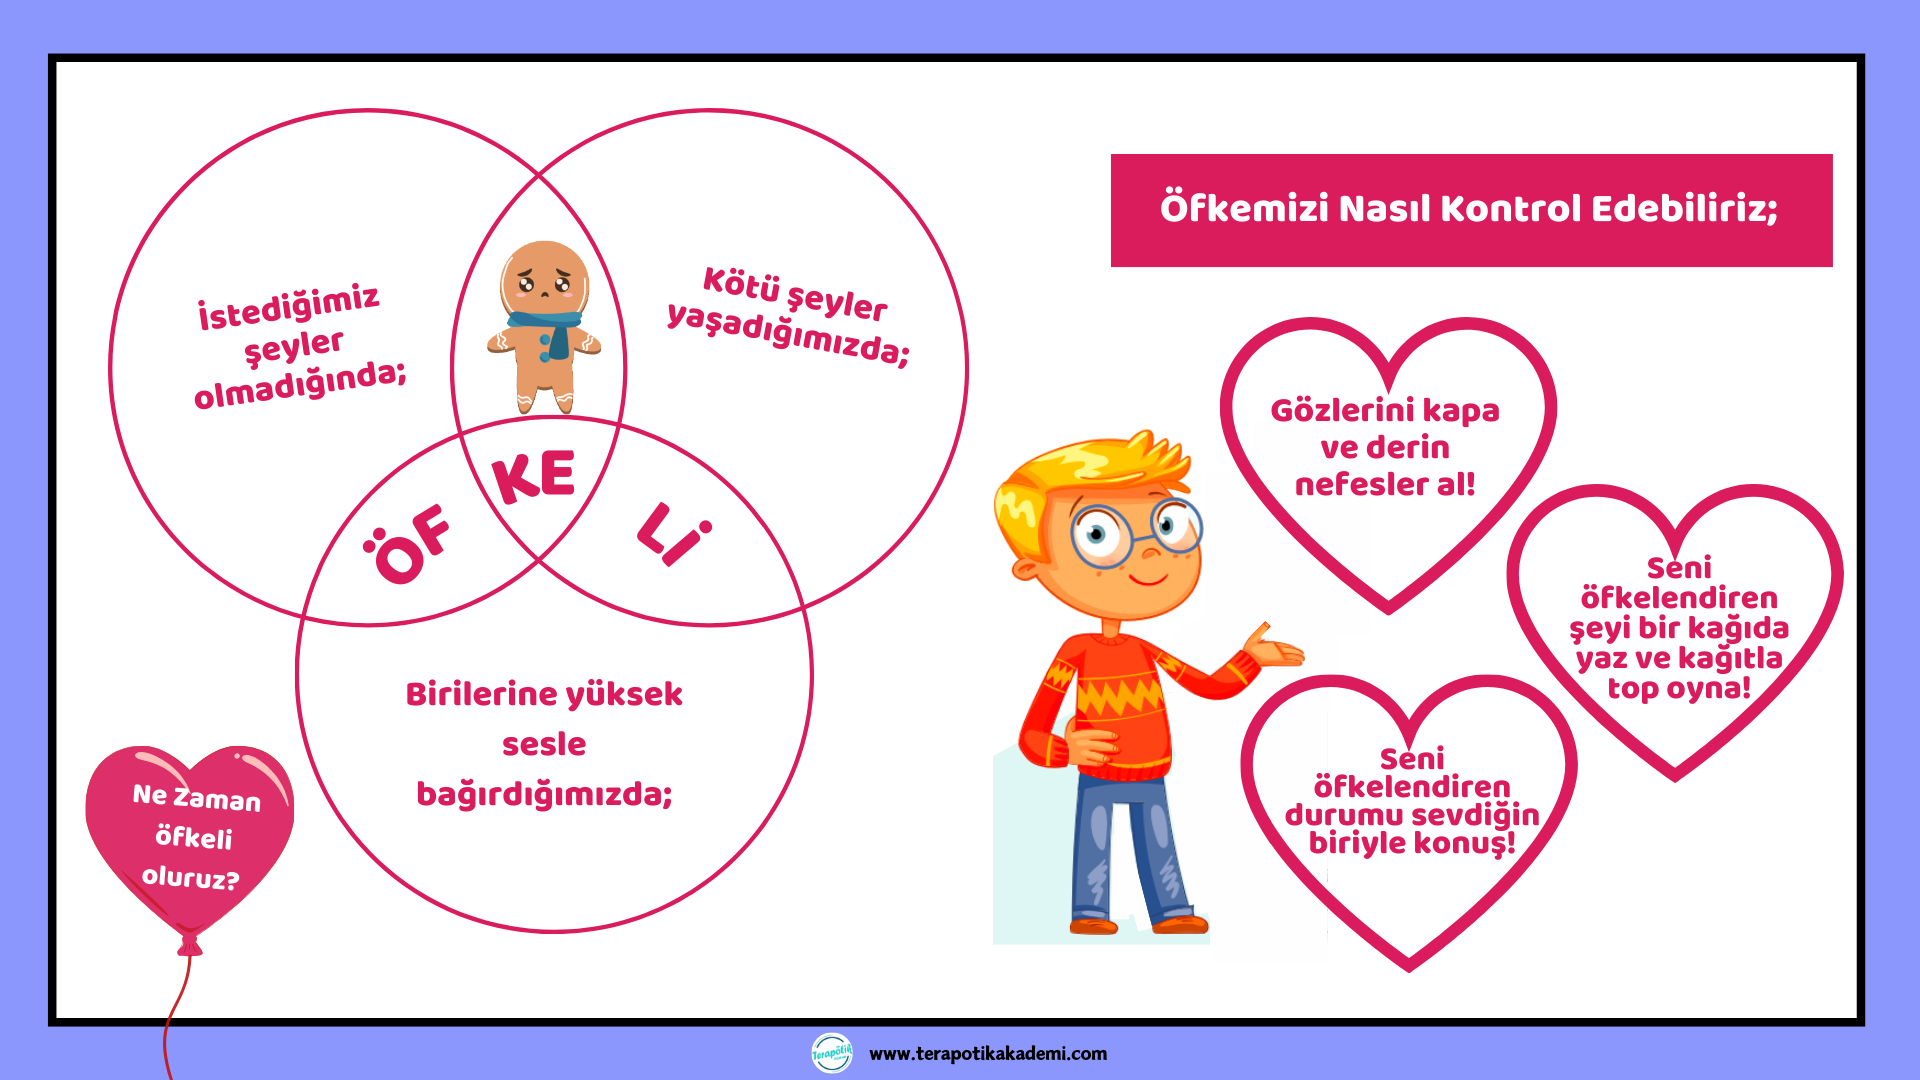 İstediğimiz
şeyler
olmadığında;
Kötü şeyler
yaşadığımızda;
ÖF
KE
Lİ
Birilerine yüksek
sesle
bağırdığımızda;
Ne Zaman
öfkeli
oluruz?
Öfkemizi Nasıl Kontrol Edebiliriz;
Gözlerini kapa
ve derin
nefesler al!
Seni
öfkelendiren
şeyi bir kağıda
yaz ve kağıtla
top oyna!
Seni
öfkelendiren
durumu sevdiğin
biriyle konuş!
Terapötik
www.terapotikakademi.com